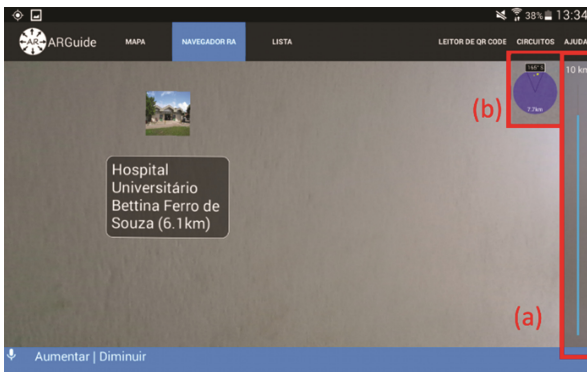 38% 13:34
AR ARGuide MAPA NAVEGADOR RA LISTA LEITOR DE QR CODE CIRCUITOS AJUDA
10 km
7.7km
(b)
Hospital
Universitário
Bettina Ferro de
Souza (6.1km)
(a)
Aumentar | Diminuir